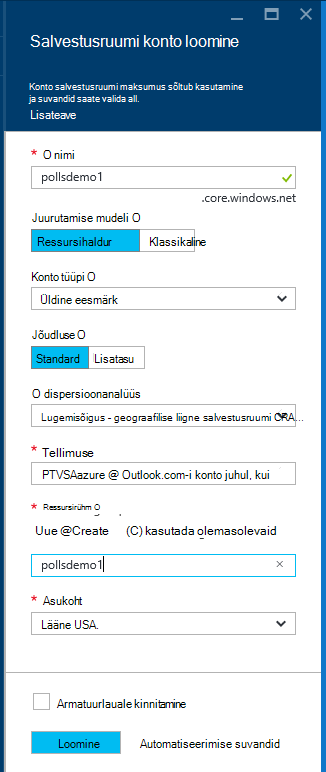 Salvestusruumi konto loomine
Konto salvestusruumi maksumus sõltub kasutamine
ja suvandid saate valida all.
Lisateave
* O nimi
pollsdemo1
.core.windows.net
Juurutamise mudeli O
Ressursihaldur Klassikaline
Konto tüüpi O
Üldine eesmärk
Jõudluse O
Standard Lisatasu
O dispersioonanalüüs
Lugemisõigus - geograafilise liigne salvestusruumi
* Tellimuse
PTVSAazure @ Outlook.com-i konto juhul, kui
* Ressursirühm O
Uue @Create (C) kasutada olemasolevaid
pollsdemo1
* Asukoht
Lääne USA.
Armatuurlauale kinnitamine
Loomine Automatiseerimise suvandid